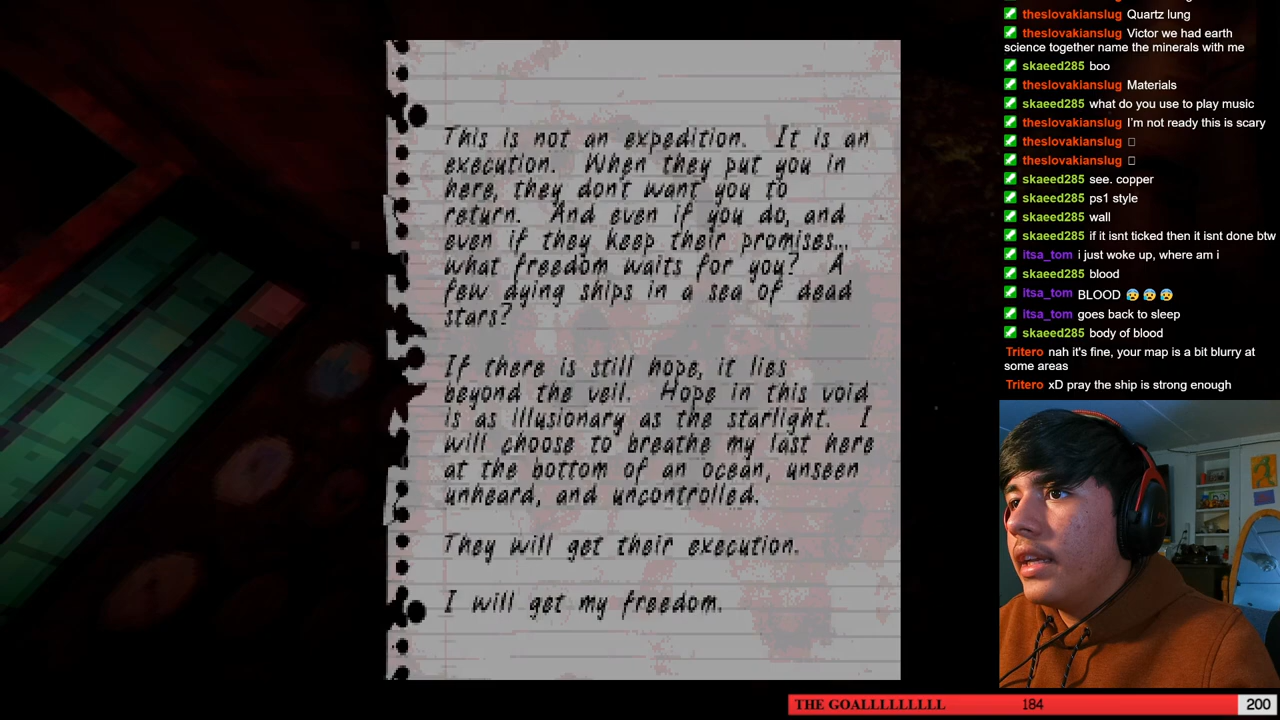 This is not an expedition. It is an
execution. When they put you in
here, they don't want you to
return. And even if you do, and
even if they keep their promises...
what freedom waits for you? A
few dying ships in a sea of dead
stars?
If there is still hope, it lies
beyond the veil. Hope in this void
is as illusionary as the starlight. I
will choose to breathe my last here
at the bottom of an ocean, unseen
unheard, and uncontrolled.
They will get their execution.
I will get my freedom.
theslovakianslug Quartz lung
theslovakianslug Victor we had earth
science together name the minerals with me
skaeed285 boo
theslovakianslug Materials
skaeed285 what do you use to play music
theslovakianslug I'm not ready this is scary
theslovakianslug
theslovakianslug
skaeed285 see. copper
skaeed285 ps1 style
skaeed285 wall
skaeed285 if it isnt ticked then it isnt done btw
itsa_tom i just woke up, where am i
skaeed285 blood
itsa_tom BLOOD 😰 😰 😰
itsa_tom goes back to sleep
skaeed285 body of blood
Tritero nah it's fine, your map is a bit blurry at
some areas
Tritero xD pray the ship is strong enough
THE GOALLLLLLLLL 184 200